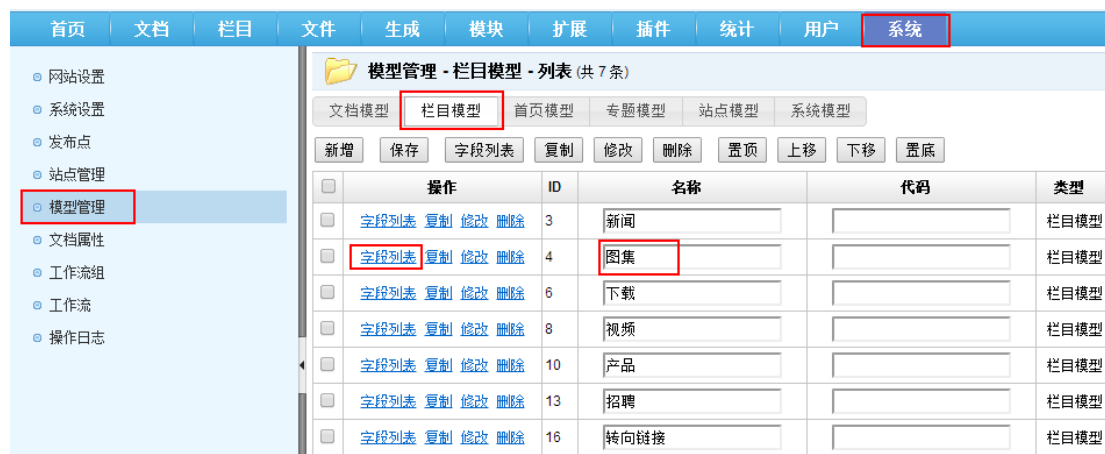 首页 文档 栏目 文件 生成 模块 扩展 插件 统计 用户 系统
网站设置
系统设置
发布点
站点管理
模型管理
文档属性
工作流组
工作流
操作日志
模型管理 - 栏目模型 - 列表 (共 7 条)
文档模型 栏目模型 首页模型 专题模型 站点模型 系统模型
新增 保存 字段列表 复制 修改 删除 置顶 上移 下移 置底
操作 ID 名称 代码 类型
字段列表 复制 修改 删除 3 新闻 栏目模型
字段列表 复制 修改 删除 4 图集 栏目模型
字段列表 复制 修改 删除 6 下载 栏目模型
字段列表 复制 修改 删除 8 视频 栏目模型
字段列表 复制 修改 删除 10 产品 栏目模型
字段列表 复制 修改 删除 13 招聘 栏目模型
字段列表 复制 修改 删除 16 转向链接 栏目模型